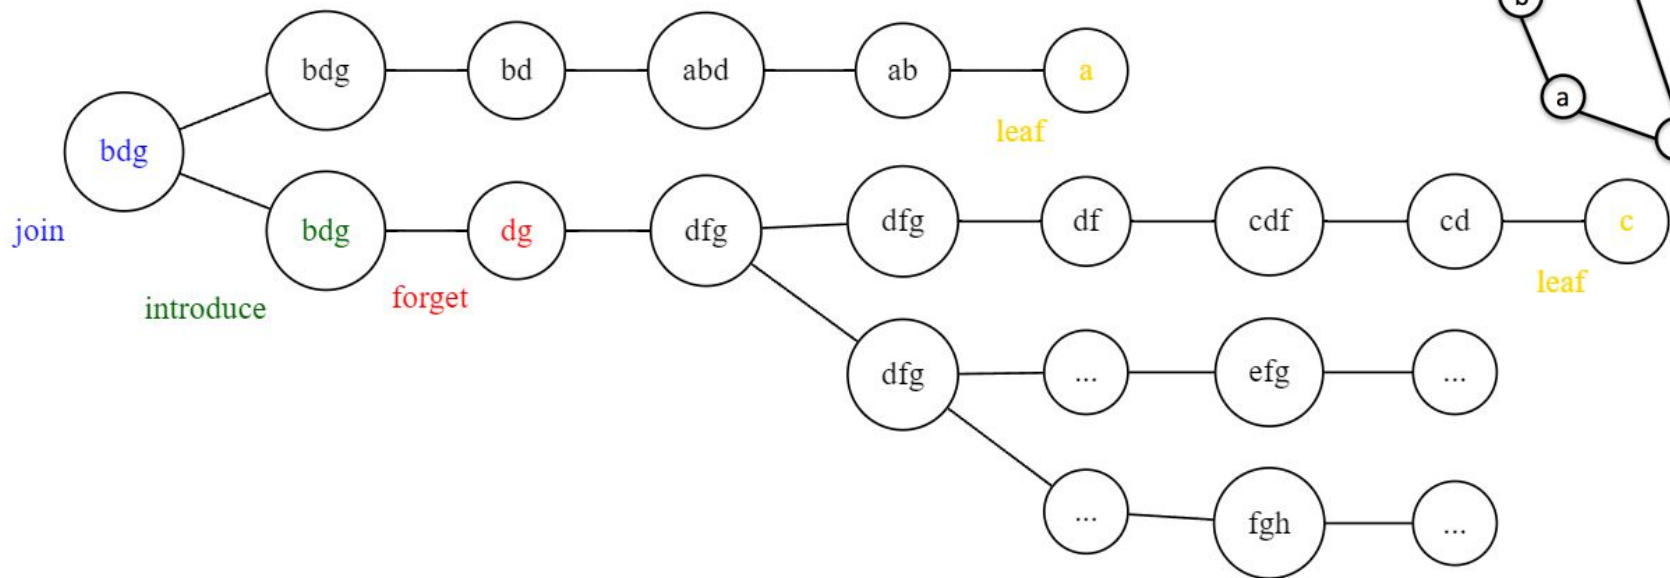 b
bdg bd abd ab a
a
leaf
bdg
join
bdg dg dfg dfg df cdf cd c
introduce forget leaf
dfg ... efg ...
... fgh ...